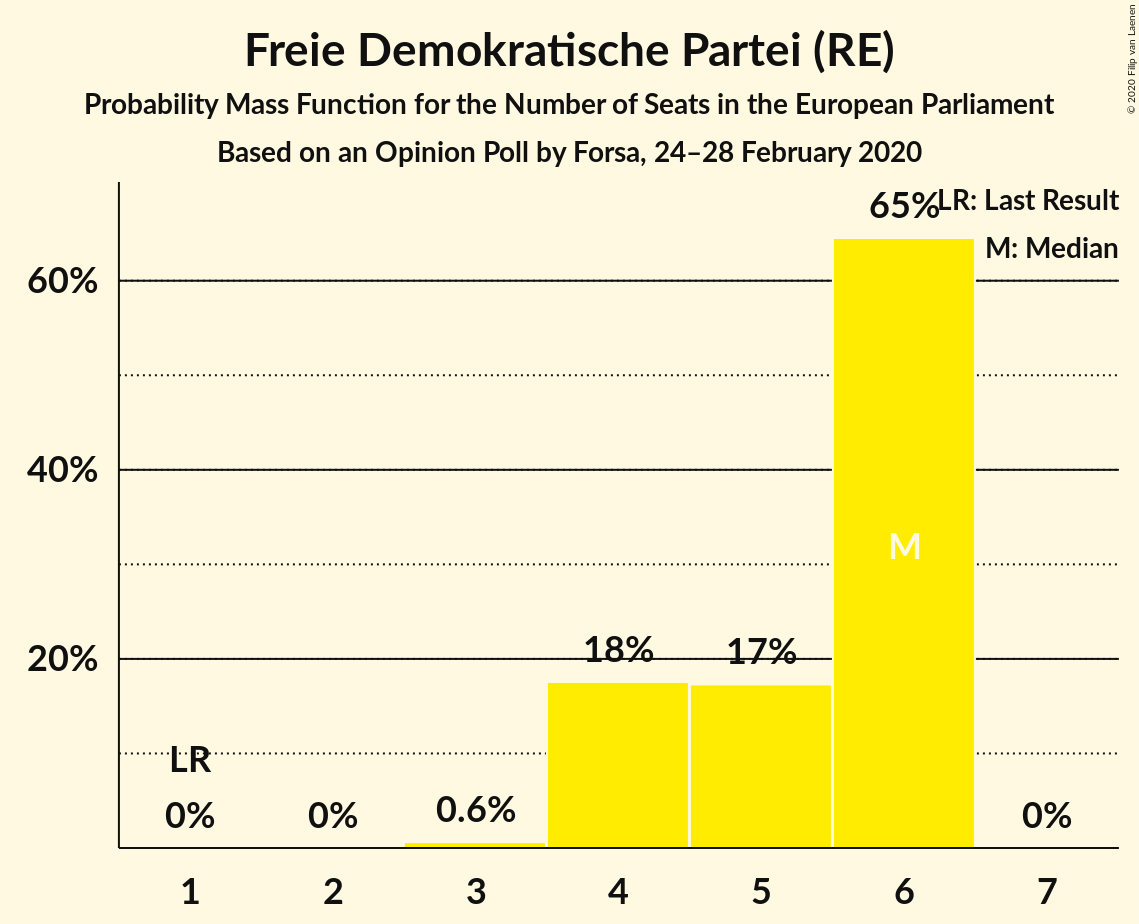 Freie Demokratische Partei (RE)
Probability Mass Function for the Number of Seats in the European Parliament
Based on an Opinion Poll by Forsa, 24–28 February 2020
© 2020 Filip van Laenen
65%
LR: Last Result
M: Median
60%
40%
M
18%
17%
20%
LR
0%
0%
0.6%
0%
1 2 3 4 5 6 7